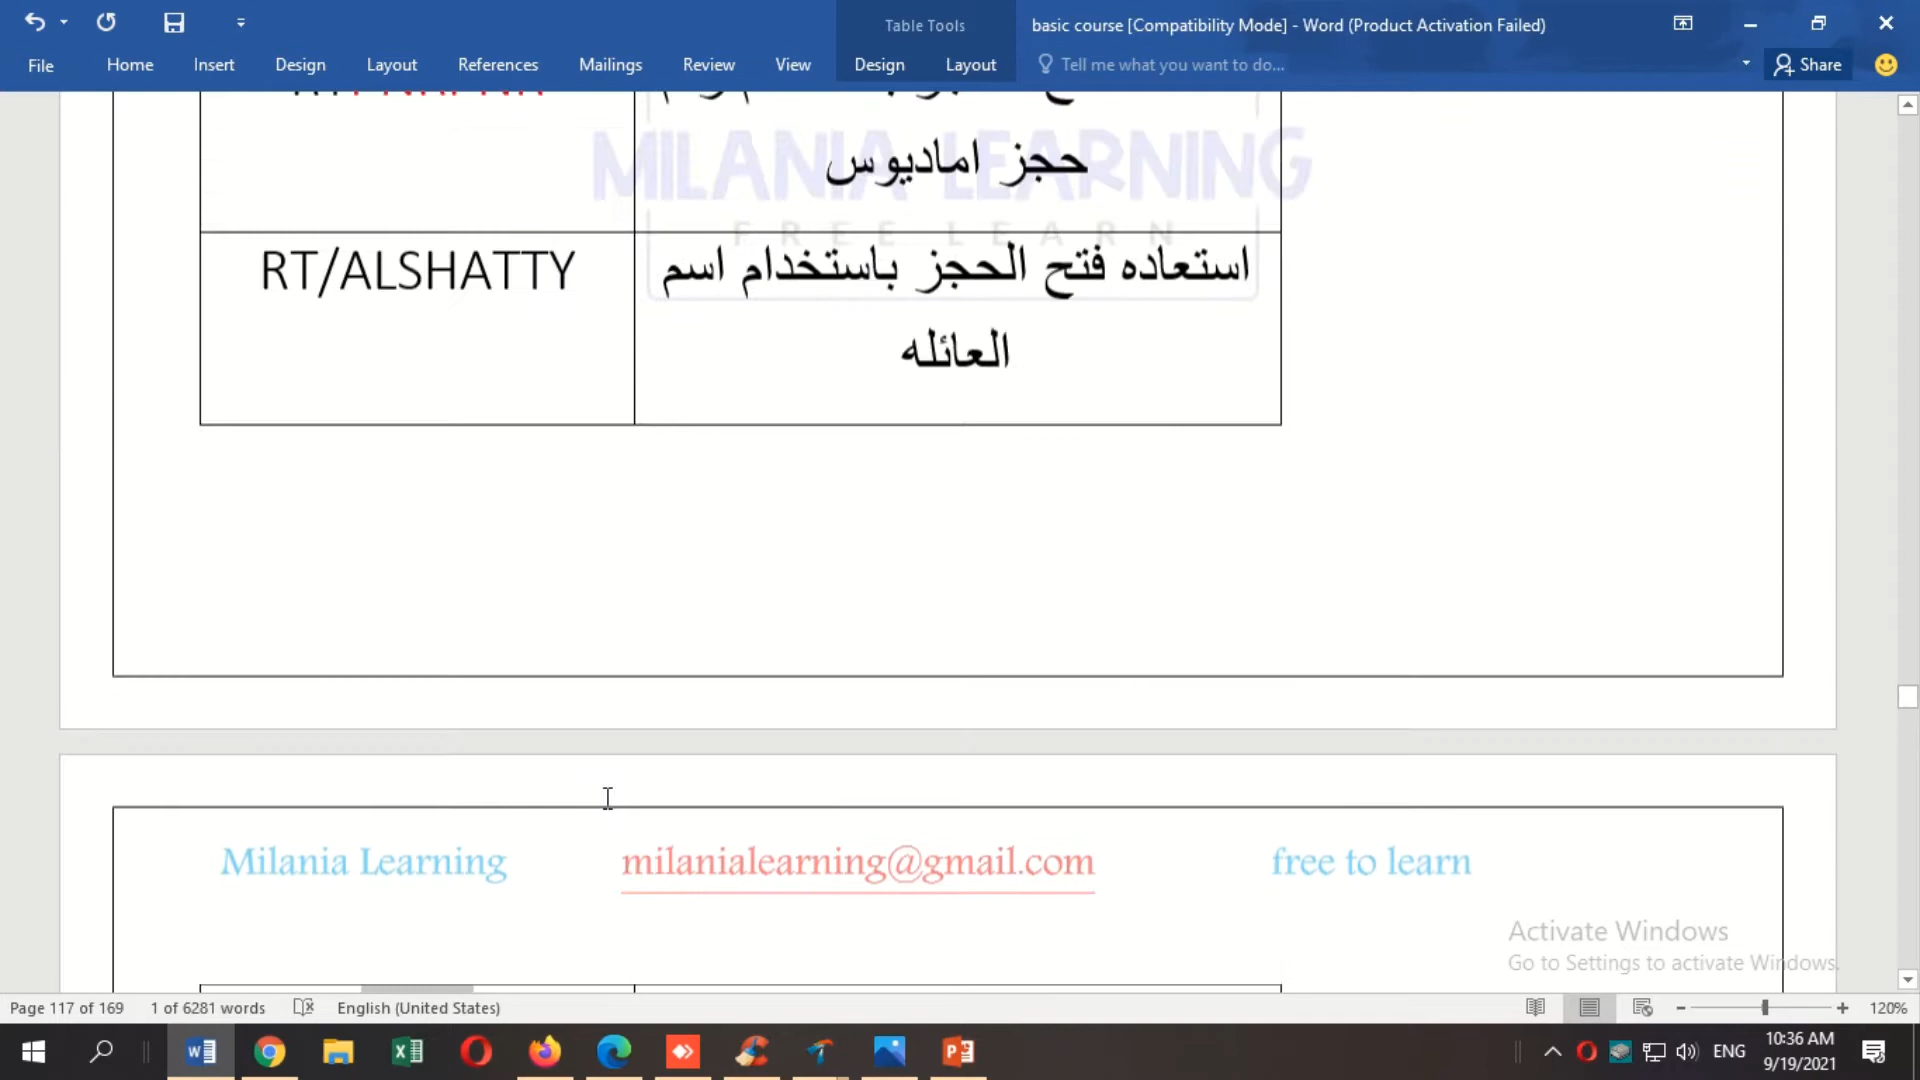 Table Tools
basic course [Compatibility Mode] - Word (Product Activation Failed)
File Home Insert Design Layout References Mailings Review View Design Layout Tell me what you want to do... Share
MILANIA LEARNING
حجز اماديوس
FREE LEARN
RT/ALSHATTY
استعاده فتح الحجز باستخدام اسم
العائله
Milania Learning milanialearning@gmail.com free to learn
Activate Windows
Go to Settings to activate Windows.
Page 117 of 169 1 of 6281 words English (United States) 120%
ENG
10:36 AM
9/19/2021